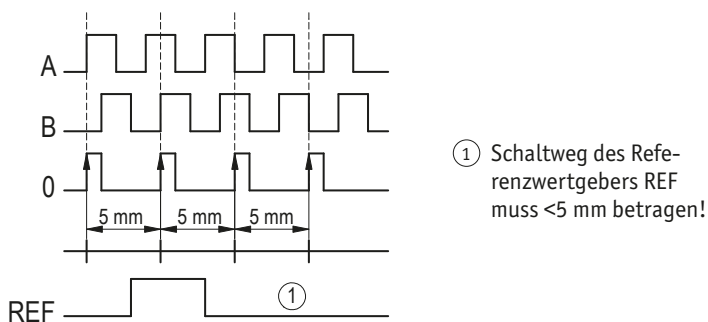 A
B
0
5 mm 5 mm 5 mm
REF
①
① Schaltweg des Refe-
renzwertgebers REF
muss <5 mm betragen!